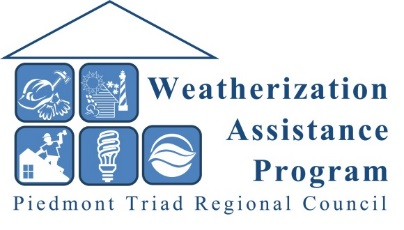 Weatherization
Assistance
Program
Piedmont Triad Regional Council